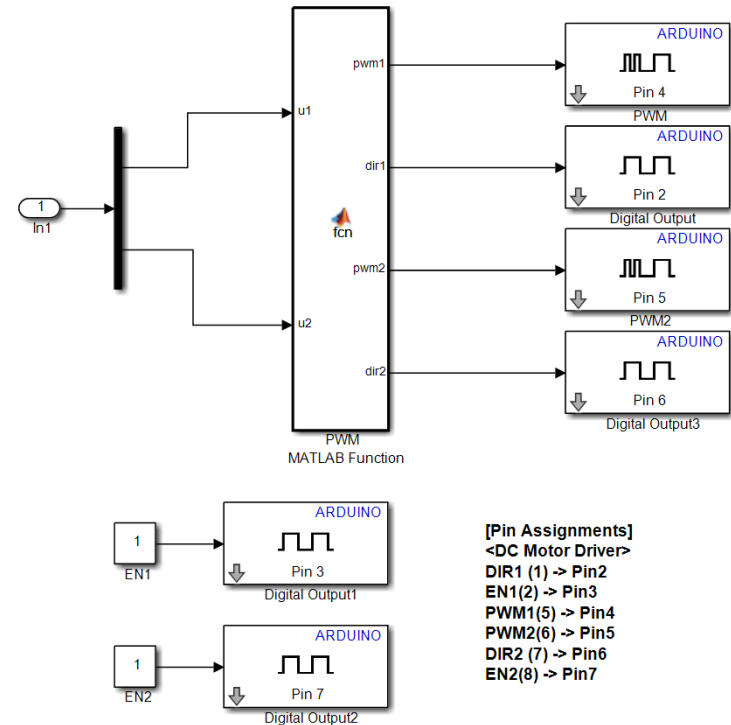 ARDUINO
pwm1
Pin 4
PWM
u1
ARDUINO
dir1
Pin 2
Digital Output
1
In1
fcn
ARDUINO
pwm2
Pin 5
PWM2
u2
ARDUINO
dir2
Pin 6
Digital Output3
PWM
MATLAB Function
ARDUINO
1
Pin 3
EN1
Digital Output1
ARDUINO
1
Pin 7
EN2
Digital Output2
[Pin Assignments]
<DC Motor Driver>
DIR1 (1) -> Pin2
EN1(2) -> Pin3
PWM1(5) -> Pin4
PWM2(6) -> Pin5
DIR2 (7) -> Pin6
EN2(8) -> Pin7